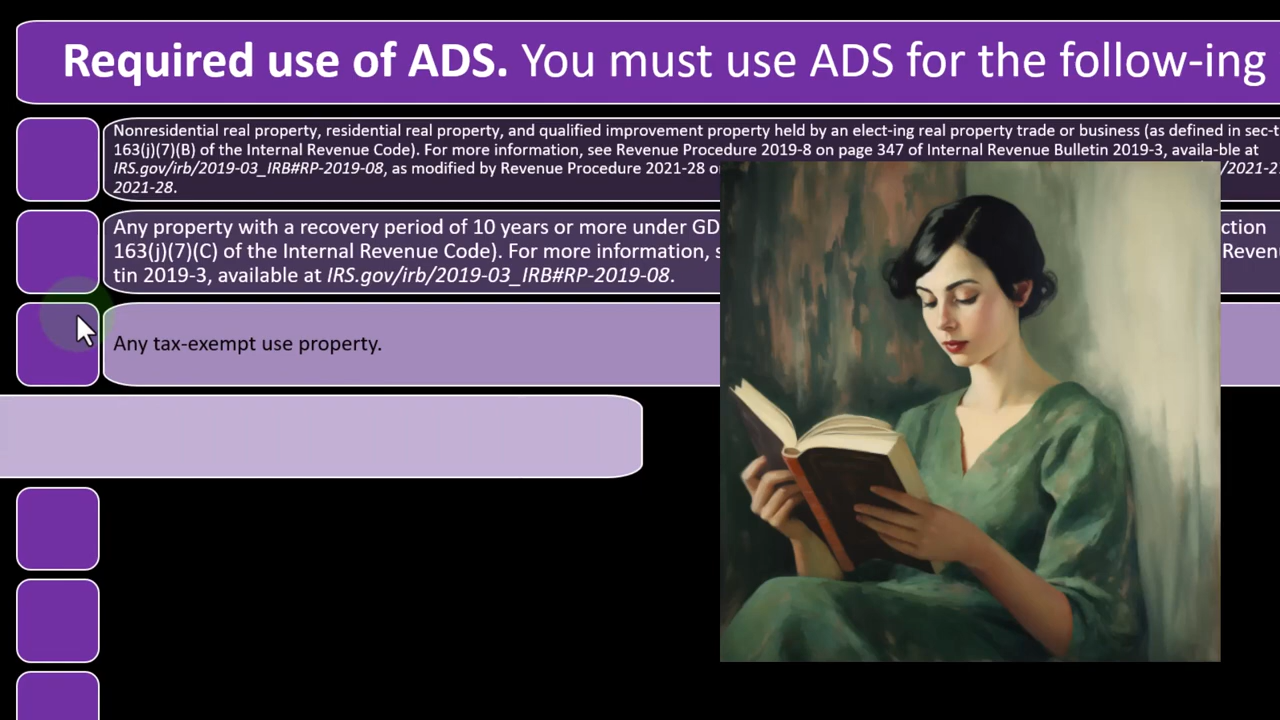 Required use of ADS. You must use ADS for the follow-ing
Nonresidential real property, residential real property, and qualified improvement property held by an elect-ing real property trade or business (as defined in sec-t
163(j)(7)(B) of the Internal Revenue Code). For more information, see Revenue Procedure 2019-8 on page 347 of Internal Revenue Bulletin 2019-3, availa-ble at
IRS.gov/irb/2019-03_IRB#RP-2019-08, as modified by Revenue Procedure 2021-28 o /2021-2
2021-28.
Any property with a recovery period of 10 years or more under GD ction
163(j)(7)(C) of the Internal Revenue Code). For more information, s Revenu
tin 2019-3, available at IRS.gov/irb/2019-03_IRB#RP-2019-08.
Any tax-exempt use property.